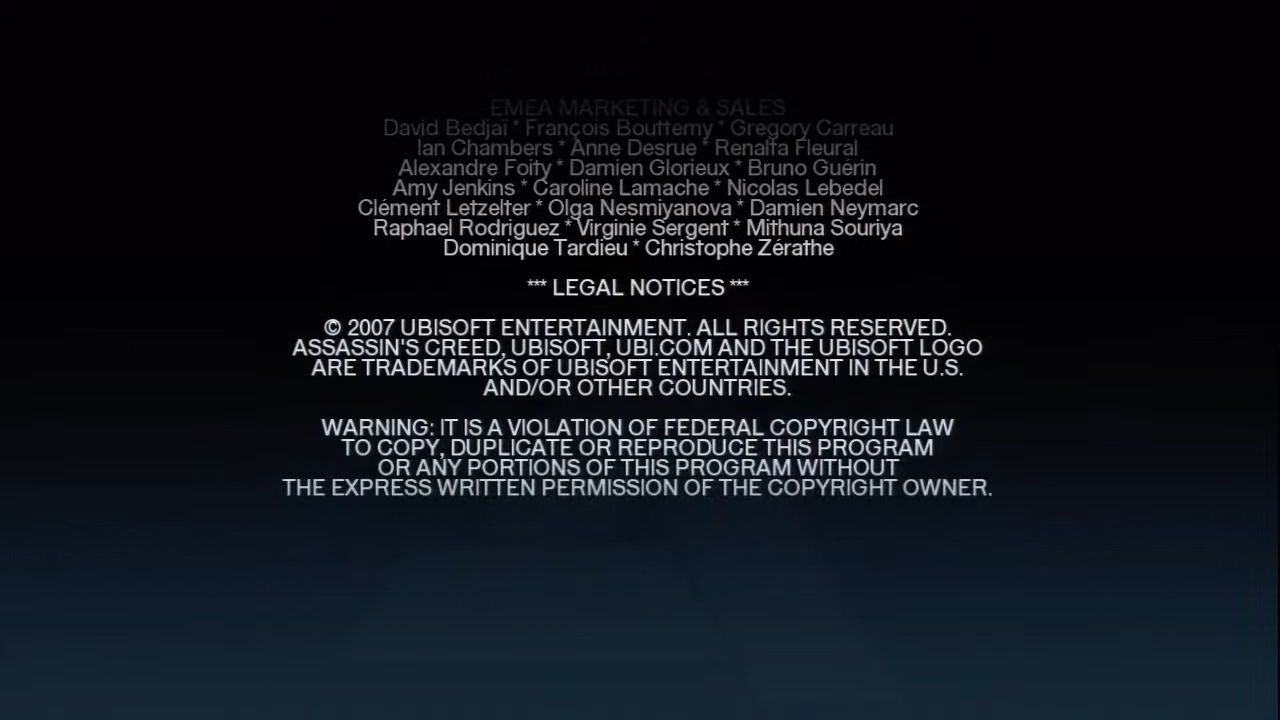 EMEA MARKETING & SALES
David Bedjaï * François Bouttemy * Gregory Carreau
Ian Chambers * Anne Desrue * Renalta Fleural
Alexandre Foity * Damien Glorieux * Bruno Guérin
Amy Jenkins * Caroline Lamache * Nicolas Lebedel
Clément Letzelter * Olga Nesmiyanova * Damien Neymarc
Raphael Rodriguez * Virginie Sergent * Mithuna Souriya
Dominique Tardieu * Christophe Zérathe
*** LEGAL NOTICES ***
© 2007 UBISOFT ENTERTAINMENT. ALL RIGHTS RESERVED.
ASSASSIN'S CREED, UBISOFT, UBI.COM AND THE UBISOFT LOGO
ARE TRADEMARKS OF UBISOFT ENTERTAINMENT IN THE U.S.
AND/OR OTHER COUNTRIES.
WARNING: IT IS A VIOLATION OF FEDERAL COPYRIGHT LAW
TO COPY, DUPLICATE OR REPRODUCE THIS PROGRAM
OR ANY PORTIONS OF THIS PROGRAM WITHOUT
THE EXPRESS WRITTEN PERMISSION OF THE COPYRIGHT OWNER.